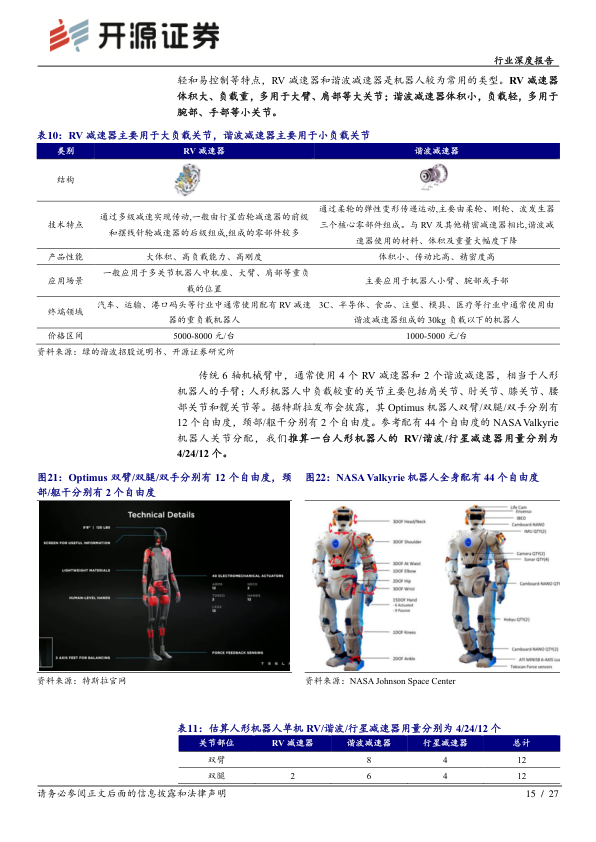 开源证券
行业深度报告
轻和易控制等特点，RV 减速器和谐波减速器是机器人较为常用的类型。RV 减速器
体积大、负载重，多用于大臂、肩部等大关节；谐波减速器体积小，负载轻，多用于
腕部、手部等小关节。
表10：RV 减速器主要用于大负载关节，谐波减速器主要用于小负载关节
类别 RV 减速器 谐波减速器
结构
技术特点 通过多级减速实现传动,一般由行星齿轮减速器的前级
和摆线针轮减速器的后级组成,组成的零部件较多
通过柔轮的弹性变形传递运动,主要由柔轮、刚轮、波发生器
三个核心零部件组成。与 RV 及其他精密减速器相比,谐波减
速器使用的材料、体积及重量大幅度下降
产品性能 大体积、高负载能力、高刚度 体积小、传动比高、精密度高
应用场景 一般应用于多关节机器人中机座、大臂、肩部等重负
载的位置
主要应用于机器人小臂、腕部或手部
终端领域 汽车、运输、港口码头等行业中通常使用配有 RV 减速
器的重负载机器人
3C、半导体、食品、注塑、模具、医疗等行业中通常使用由
谐波减速器组成的 30kg 负载以下的机器人
价格区间 5000-8000 元/台 1000-5000 元/台
资料来源：绿的谐波招股说明书、开源证券研究所
传统 6 轴机械臂中，通常使用 4 个 RV 减速器和 2 个谐波减速器，相当于人形
机器人的手臂；人形机器人中负载较重的关节主要包括肩关节、肘关节、膝关节、腰
部关节和髋关节等。据特斯拉发布会披露，其 Optimus 机器人双臂/双腿/双手分别有
12 个自由度，颈部/躯干分别有 2 个自由度。参考配有 44 个自由度的 NASA Valkyrie
机器人关节分配，我们推算一台人形机器人的 RV/谐波/行星减速器用量分别为
4/24/12 个。
图21：Optimus 双臂/双腿/双手分别有 12 个自由度，颈
部/躯干分别有 2 个自由度
图22：NASA Valkyrie 机器人全身配有 44 个自由度
Technical Details
5'8" | 125 LBS
SCREEN FOR USEFUL INFORMATION
LIGHTWEIGHT MATERIALS
HUMAN-LEVEL HANDS
2 AXIS FEET FOR BALANCING
40 ELECTROMECHANICAL ACTUATORS
ARMS
12
NECK
2
TORSO
2
HANDS
12
LEGS
12
FORCE FEEDBACK SENSING
TESLA
3DOF Head/Neck
3DOF Shoulder
3DOF At Waist
1DOF Elbow
2DOF Hip
3DOF Wrist
15DOF Hand
- 6 Actuated
- 9 Passive
1DOF Knees
2DOF Ankle
Life Cam
IBEO
Camboard NANO
IMU QTY(2)
Camera QTY(2)
Sonar QTY(4)
Camboard NANO QTY(
Hokuu QTY(2)
Camboard NANO QTY(2)
Tekscan Force sensors
资料来源：特斯拉官网
资料来源：NASA Johnson Space Center
表11：估算人形机器人单机 RV/谐波/行星减速器用量分别为 4/24/12 个
关节部位 RV 减速器 谐波减速器 行星减速器 总计
双臂 8 4 12
双腿 2 6 4 12
请务必参阅正文后面的信息披露和法律声明
15 / 27